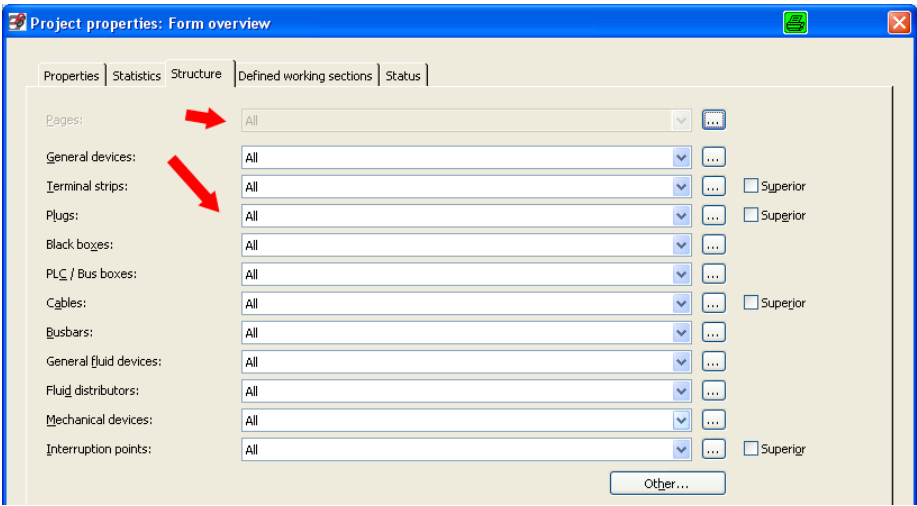 Project properties: Form overview
Properties Statistics Structure Defined working sections Status
Pages: All ...
General devices: All ...
Terminal strips: All ... Superior
Plugs: All ... Superior
Black boxes: All ...
PLC / Bus boxes: All ...
Cables: All ... Superior
Busbars: All ...
General fluid devices: All ...
Fluid distributors: All ...
Mechanical devices: All ...
Interruption points: All ... Superior
Other...